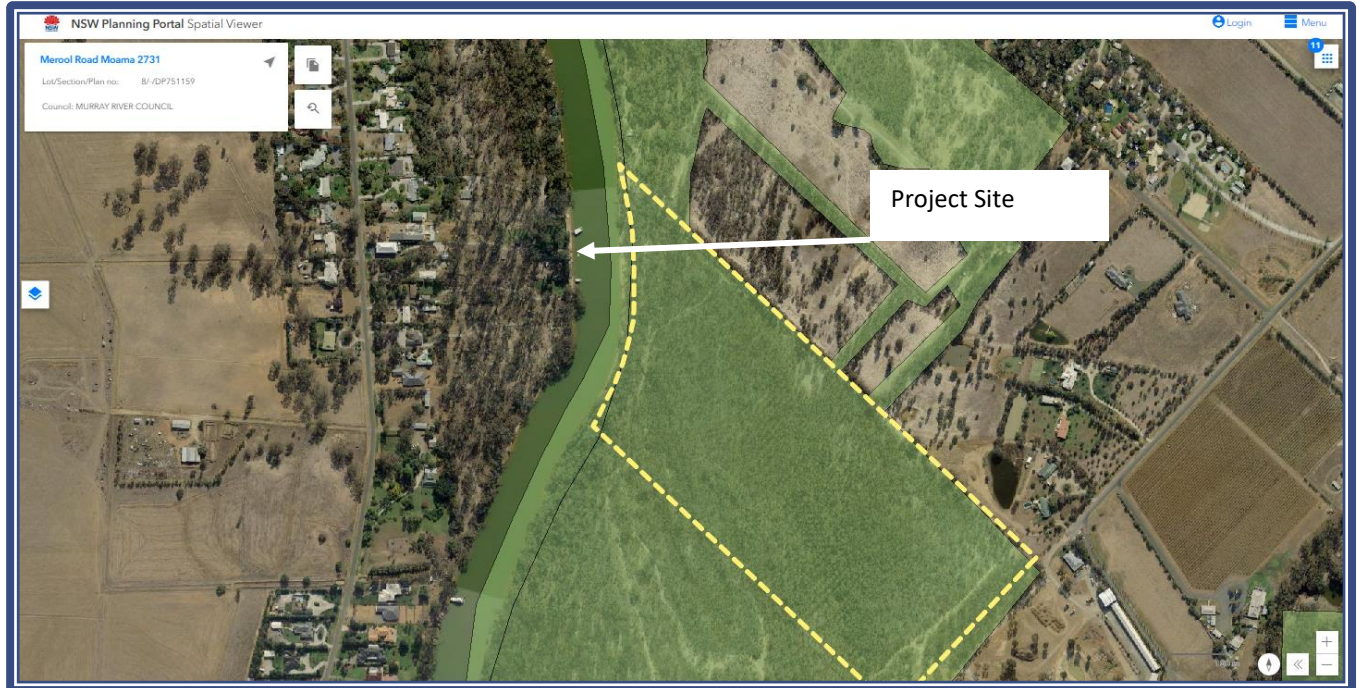 NSW
NSW Planning Portal Spatial Viewer
Login
Menu
Merool Road Moama 2731
Lot/Section/Plan no: B/-/DP751159
Council: MURRAY RIVER COUNCIL
11
Project Site